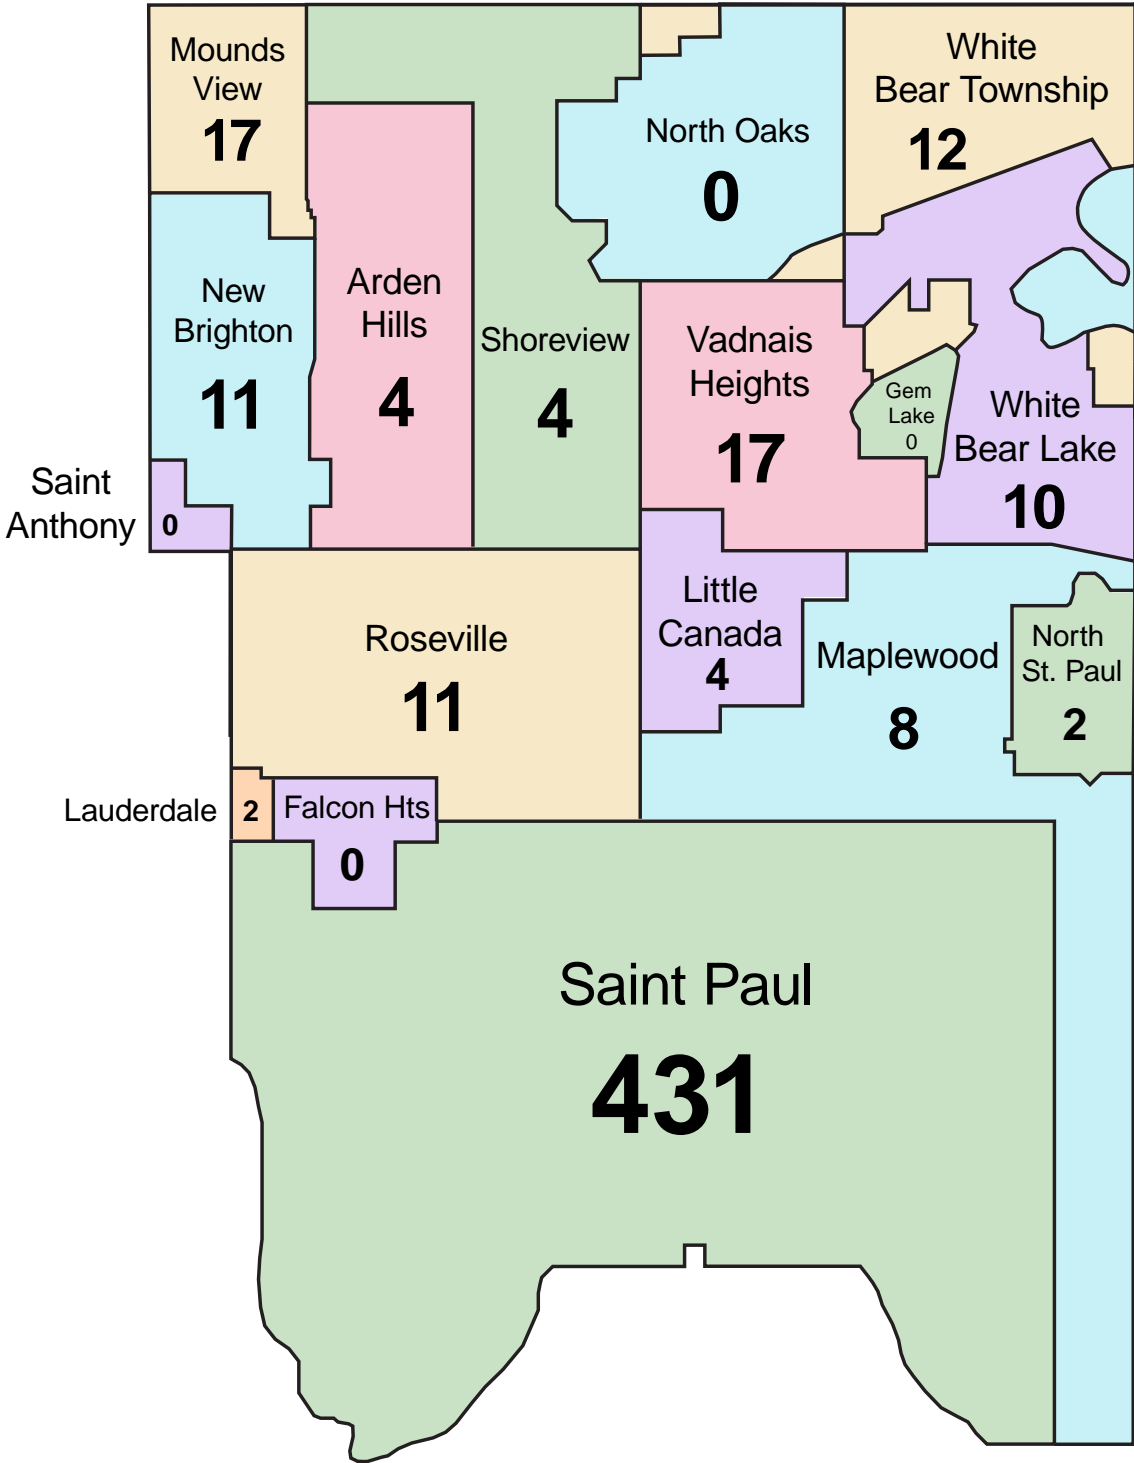 Mounds
View
17
North Oaks
0
White
Bear Township
12
New
Brighton
11
Arden
Hills
4
Shoreview
4
Vadnais
Heights
17
Gem
Lake
0
White
Bear Lake
10
Saint
Anthony
0
Roseville
11
Little
Canada
4
Maplewood
8
North
St. Paul
2
Lauderdale
2
Falcon Hts
0
Saint Paul
431